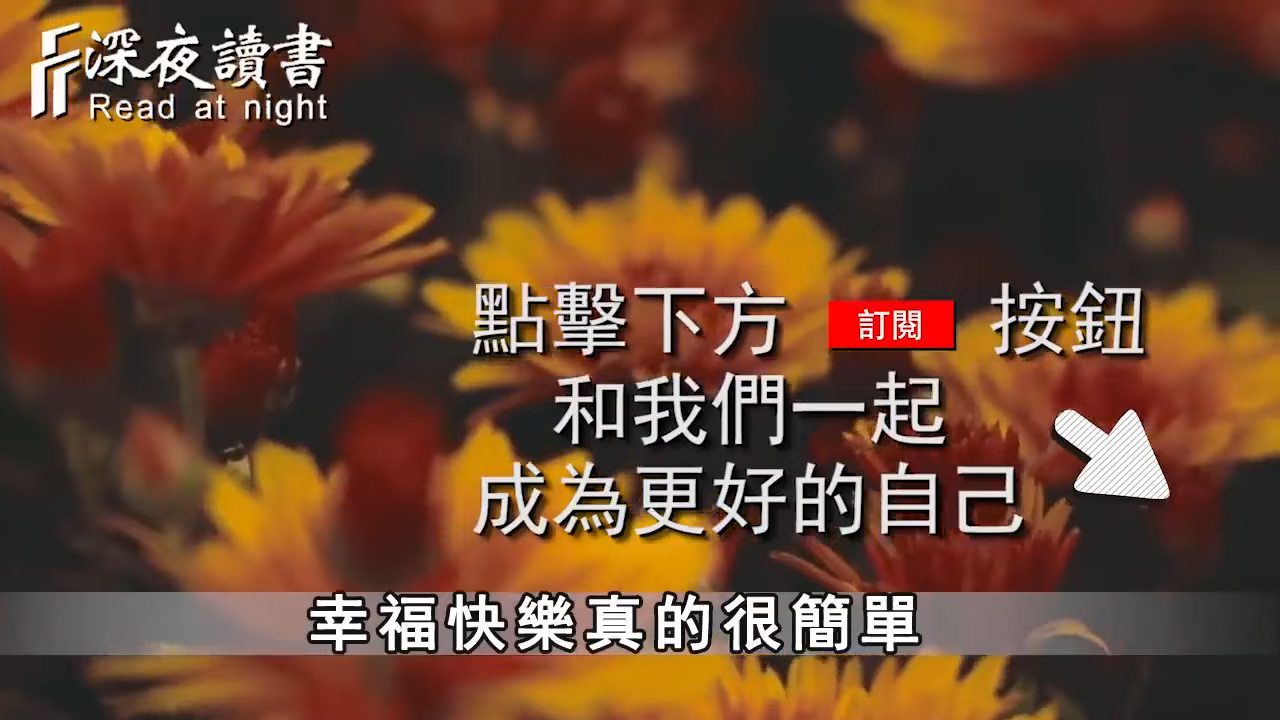 深夜讀書
Read at night
點擊下方 訂閱 按鈕
和我們一起
成為更好的自己
幸福快樂真的很簡單